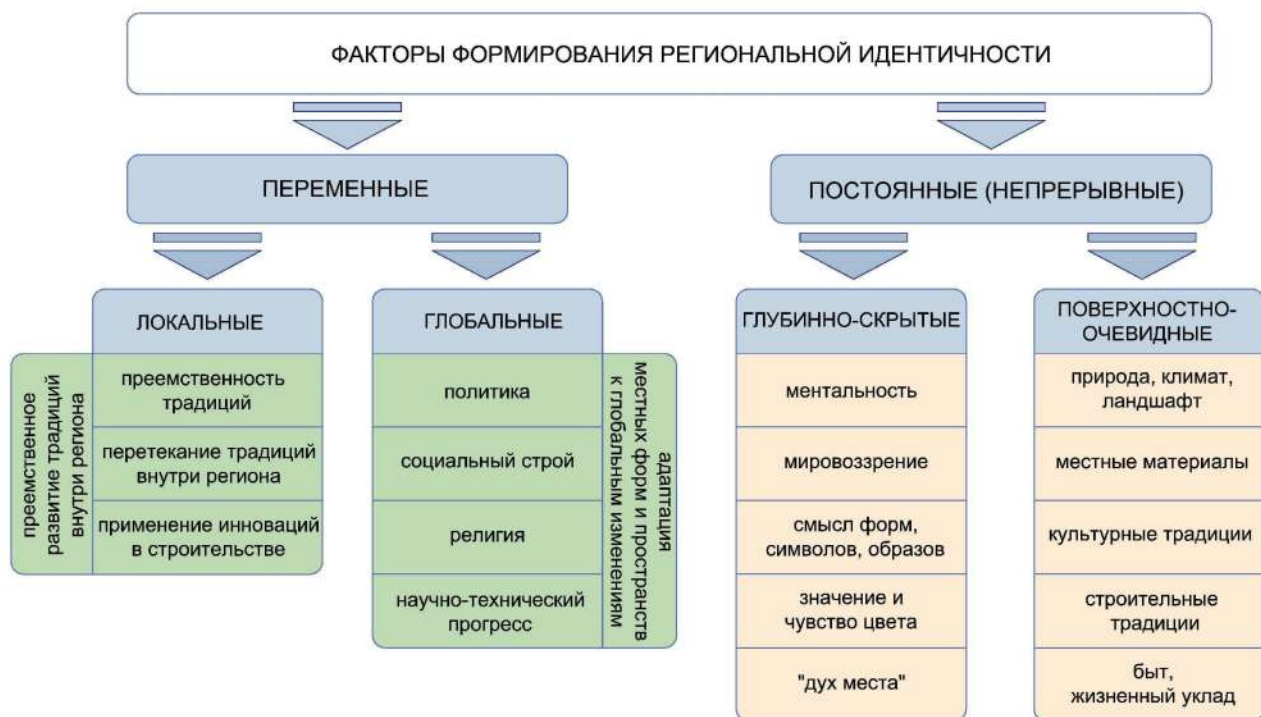 ФАКТОРЫ ФОРМИРОВАНИЯ РЕГИОНАЛЬНОЙ ИДЕНТИЧНОСТИ
ПЕРЕМЕННЫЕ
ПОСТОЯННЫЕ (НЕПРЕРЫВНЫЕ)
ЛОКАЛЬНЫЕ
преемственное
развитие традиций
внутри региона
преемственность
традиций
перетекание традиций
внутри региона
применение инноваций
в строительстве
ГЛОБАЛЬНЫЕ
политика
социальный строй
религия
научно-технический
прогресс
адаптация
местных форм и пространств
к глобальным изменениям
ГЛУБИННО-СКРЫТЫЕ
ментальность
мировоззрение
смысл форм,
символов, образов
значение и
чувство цвета
"дух места"
ПОВЕРХНОСТНО-
ОЧЕВИДНЫЕ
природа, климат,
ландшафт
местные материалы
культурные традиции
строительные
традиции
быт,
жизненный уклад